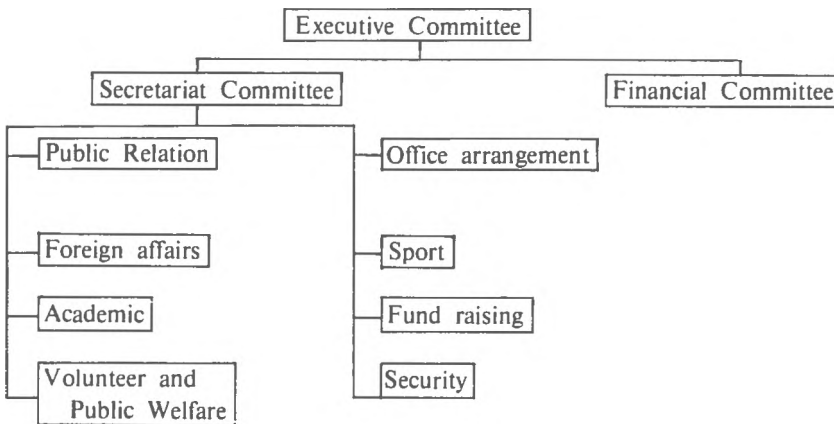 Executive Committee
Secretariat Committee
Financial Committee
Public Relation
Office arrangement
Foreign affairs
Sport
Academic
Fund raising
Volunteer and
Public Welfare
Security